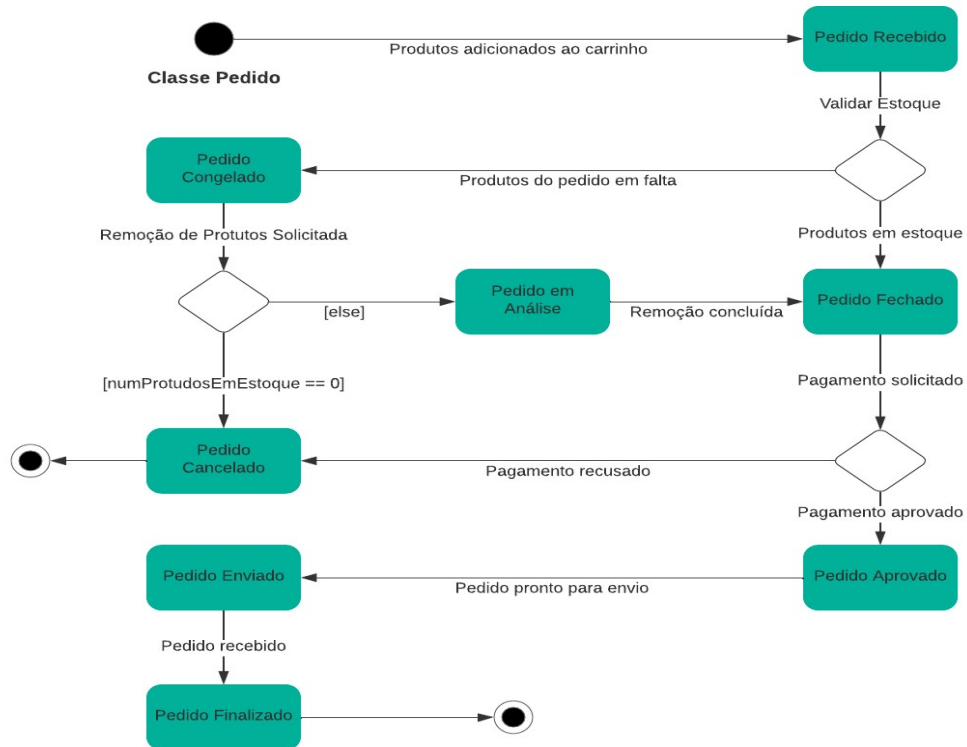 Pedido Recebido
Produtos adicionados ao carrinho
Classe Pedido
Validar Estoque
Pedido
Congelado
Produtos do pedido em falta
Remoção de Protutos Solicitada
Produtos em estoque
Pedido em
Análise
[else]
Remoção concluída
Pedido Fechado
[numProtudosEmEstoque == 0]
Pagamento solicitado
Pedido
Cancelado
Pagamento recusado
Pagamento aprovado
Pedido Enviado
Pedido pronto para envio
Pedido Aprovado
Pedido recebido
Pedido Finalizado